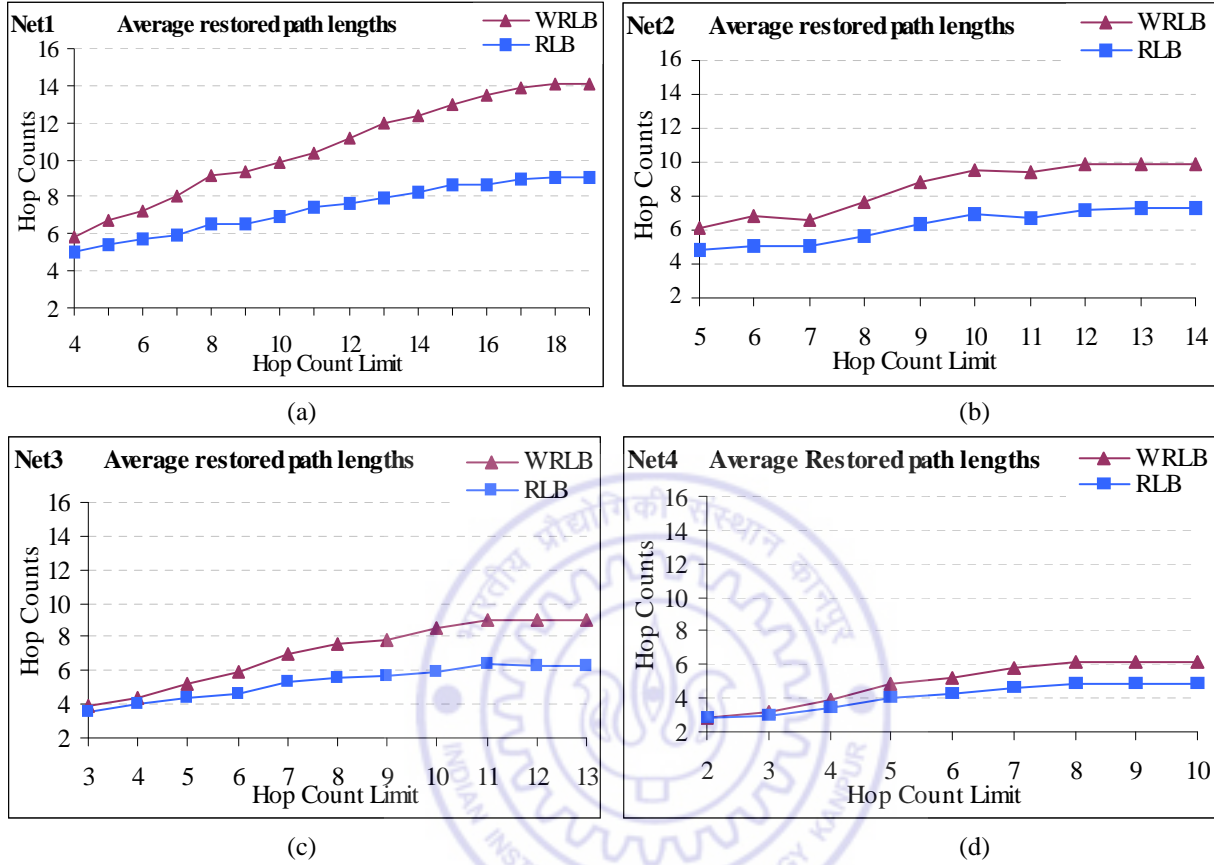 Net1 Average restored path lengths
WRLB
RLB
16
14
12
10
8
6
4
2
Hop Counts
4 6 8 10 12 14 16 18
Hop Count Limit
(a)
Net2 Average restored path lengths
WRLB
RLB
16
14
12
10
8
6
4
2
Hop Counts
5 6 7 8 9 10 11 12 13 14
Hop Count Limit
(b)
Net3 Average restored path lengths
WRLB
RLB
16
14
12
10
8
6
4
2
Hop Counts
3 4 5 6 7 8 9 10 11 12 13
Hop Count Limit
(c)
Net4 Average Restored path lengths
WRLB
RLB
16
14
12
10
8
6
4
2
Hop Counts
2 3 4 5 6 7 8 9 10
Hop Count Limit
(d)
भारतीय प्रौद्योगिकी संस्थान कानपुर
INDIAN
KANPUR